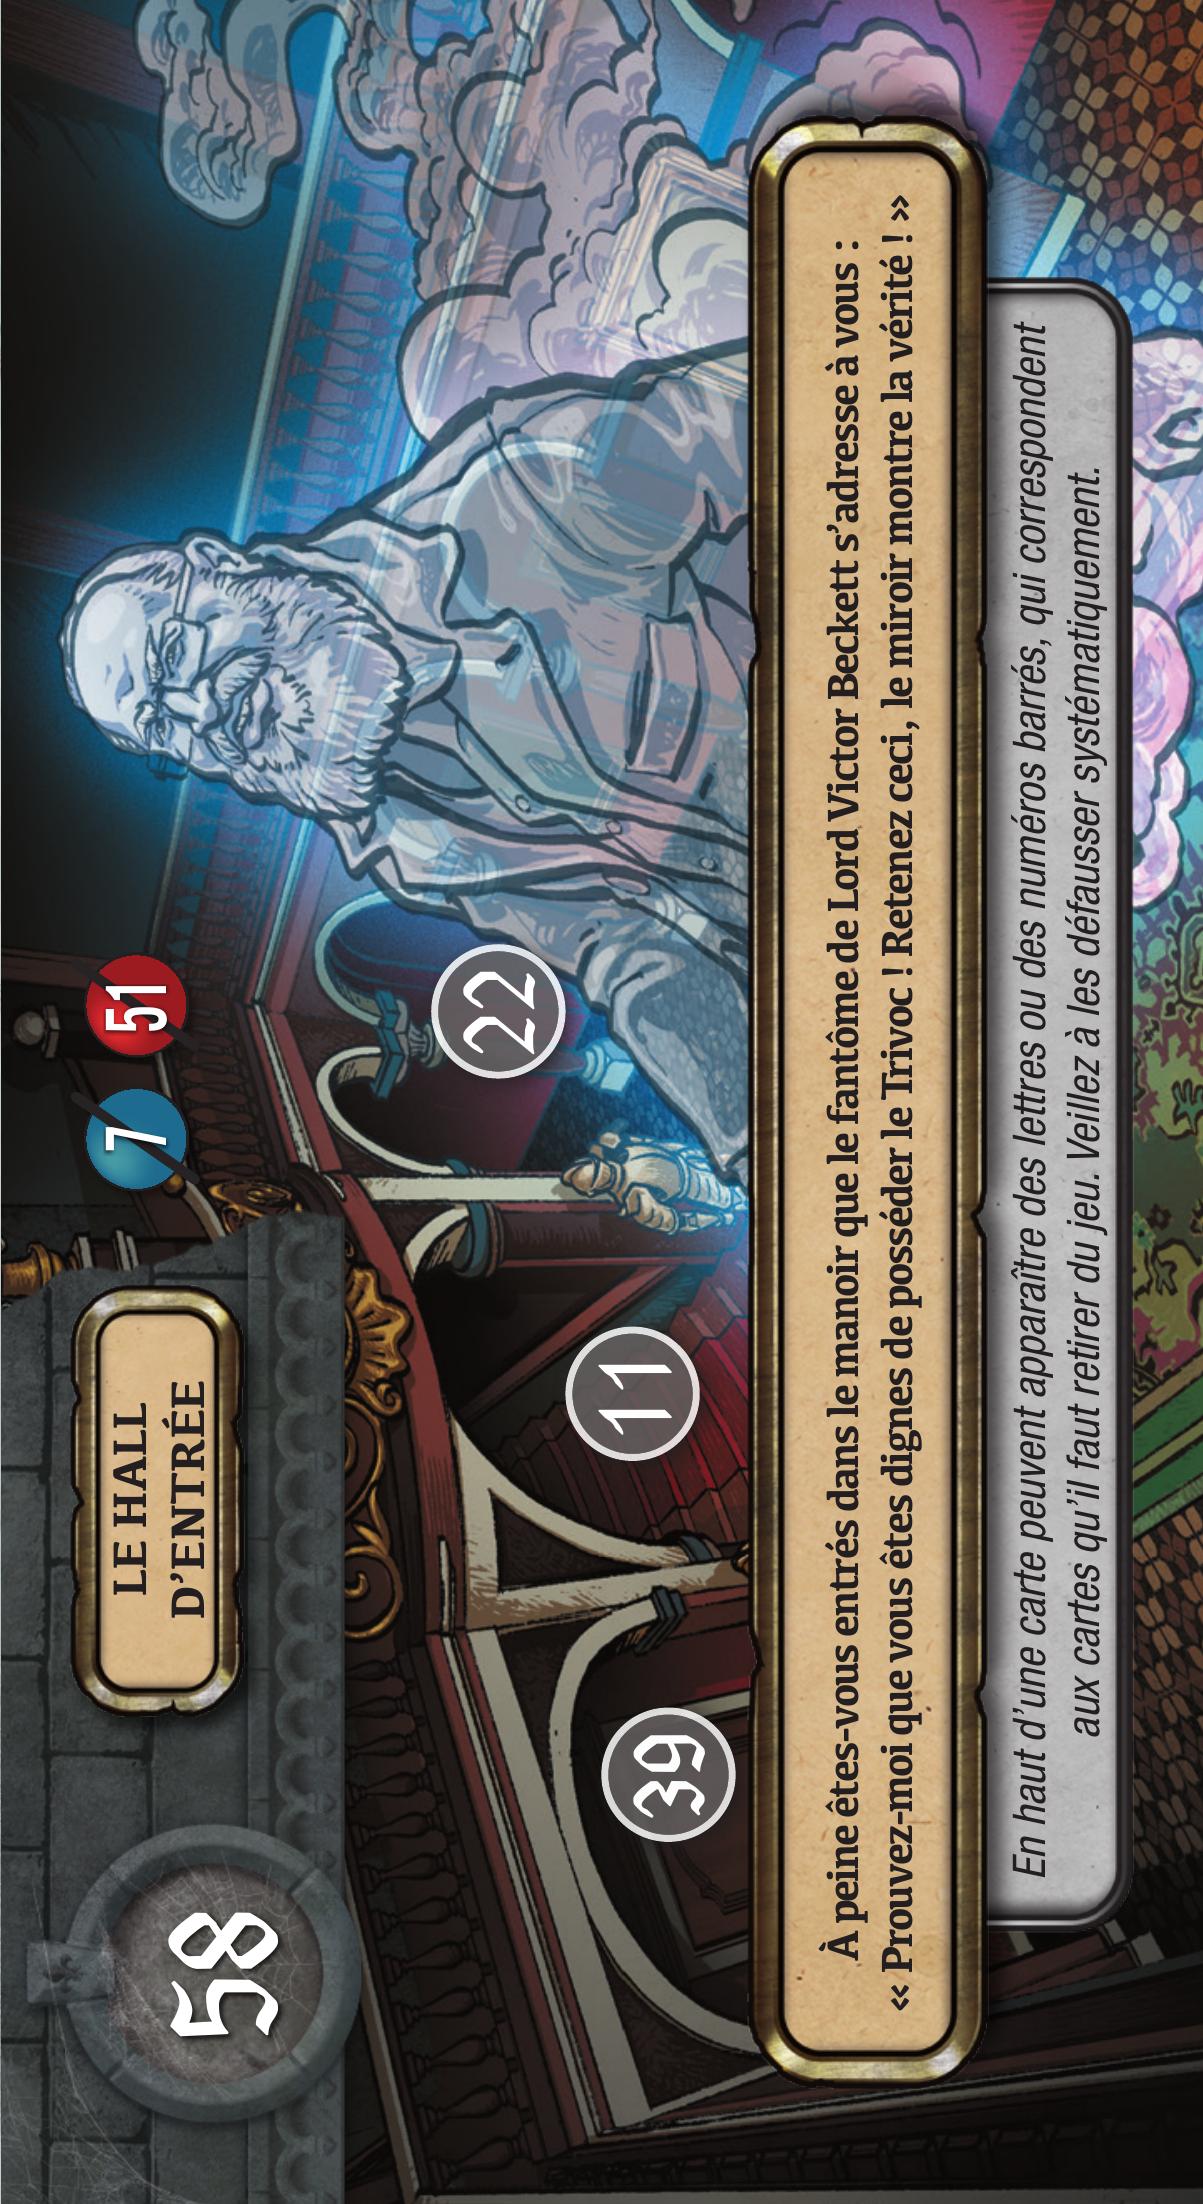 58
LE HALL
D’ENTRÉE
7
51
39
11
22
À peine êtes-vous entrés dans le manoir que le fantôme de Lord Victor Beckett s’adresse à vous :
« Prouvez-moi que vous êtes dignes de posséder le Trivoc ! Retenez ceci, le miroir montre la vérité ! »
En haut d’une carte peuvent apparaître des lettres ou des numéros barrés, qui correspondent
aux cartes qu’il faut retirer du jeu. Veillez à les défausser systématiquement.